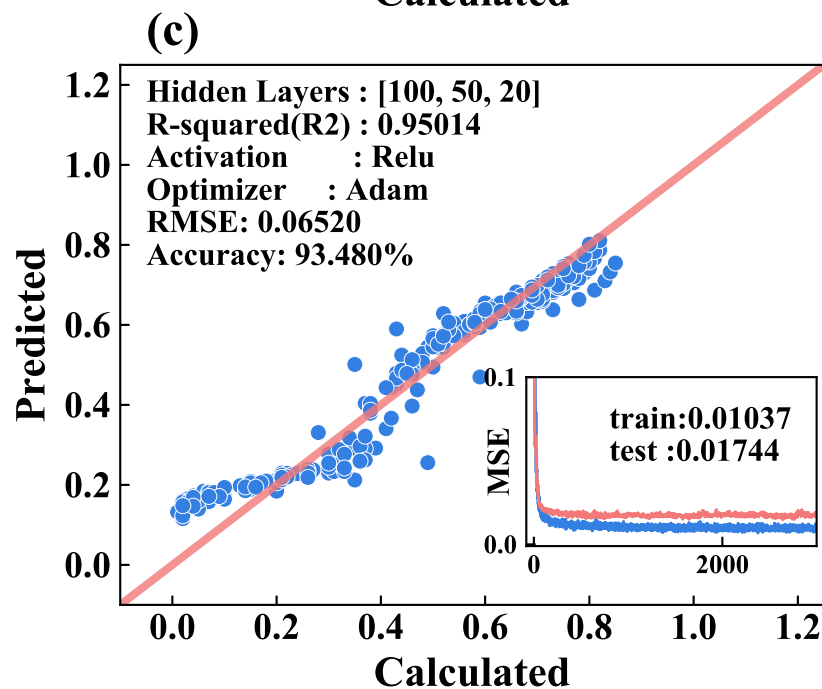 Calculated
(c)
Hidden Layers : [100, 50, 20]
R-squared(R2) : 0.95014
Activation : Relu
Optimizer : Adam
RMSE: 0.06520
Accuracy: 93.480%
Predicted
1.2
1.0
0.8
0.6
0.4
0.2
0.0
0.1
MSE
train:0.01037
test :0.01744
0.0
0 2000
0.0 0.2 0.4 0.6 0.8 1.0 1.2
Calculated